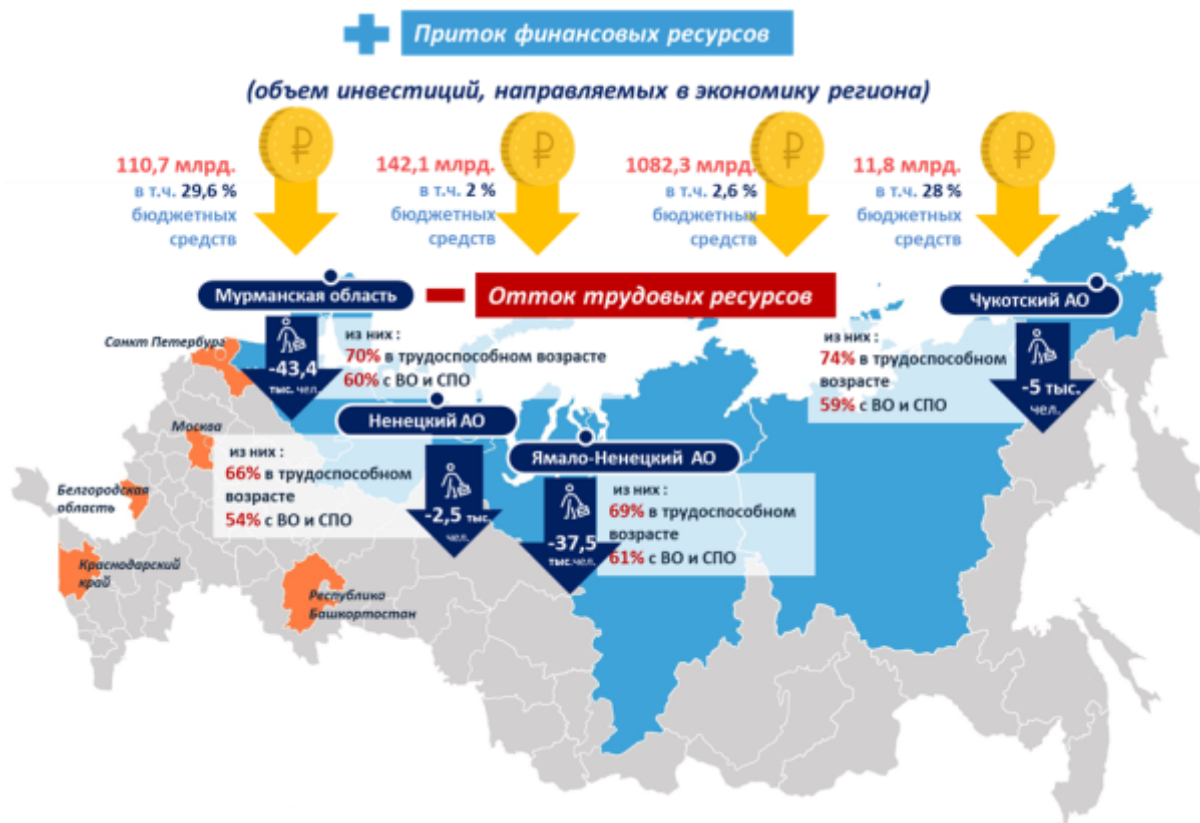 Приток финансовых ресурсов
(объем инвестиций, направляемых в экономику региона)
110,7 млрд.
в т.ч. 29,6 %
бюджетных
средств
142,1 млрд.
в т.ч. 2 %
бюджетных
средств
1082,3 млрд.
в т.ч. 2,6 %
бюджетных
средств
11,8 млрд.
в т.ч. 28 %
бюджетных
средств
Мурманская область
Отток трудовых ресурсов
Чукотский АО
Санкт Петербург
-43,4
тыс. чел.
из них :
70% в трудоспособном возрасте
60% с ВО и СПО
из них :
74% в трудоспособном
возрасте
59% с ВО и СПО
-5 тыс.
чел.
Ненецкий АО
Москва
из них :
66% в трудоспособном
возрасте
54% с ВО и СПО
-2,5 тыс.
чел.
Ямало-Ненецкий АО
-37,5
тыс.чел.
из них :
69% в трудоспособном
возрасте
61% с ВО и СПО
Белгородская
область
Краснодарский
край
Республика
Башкортостан